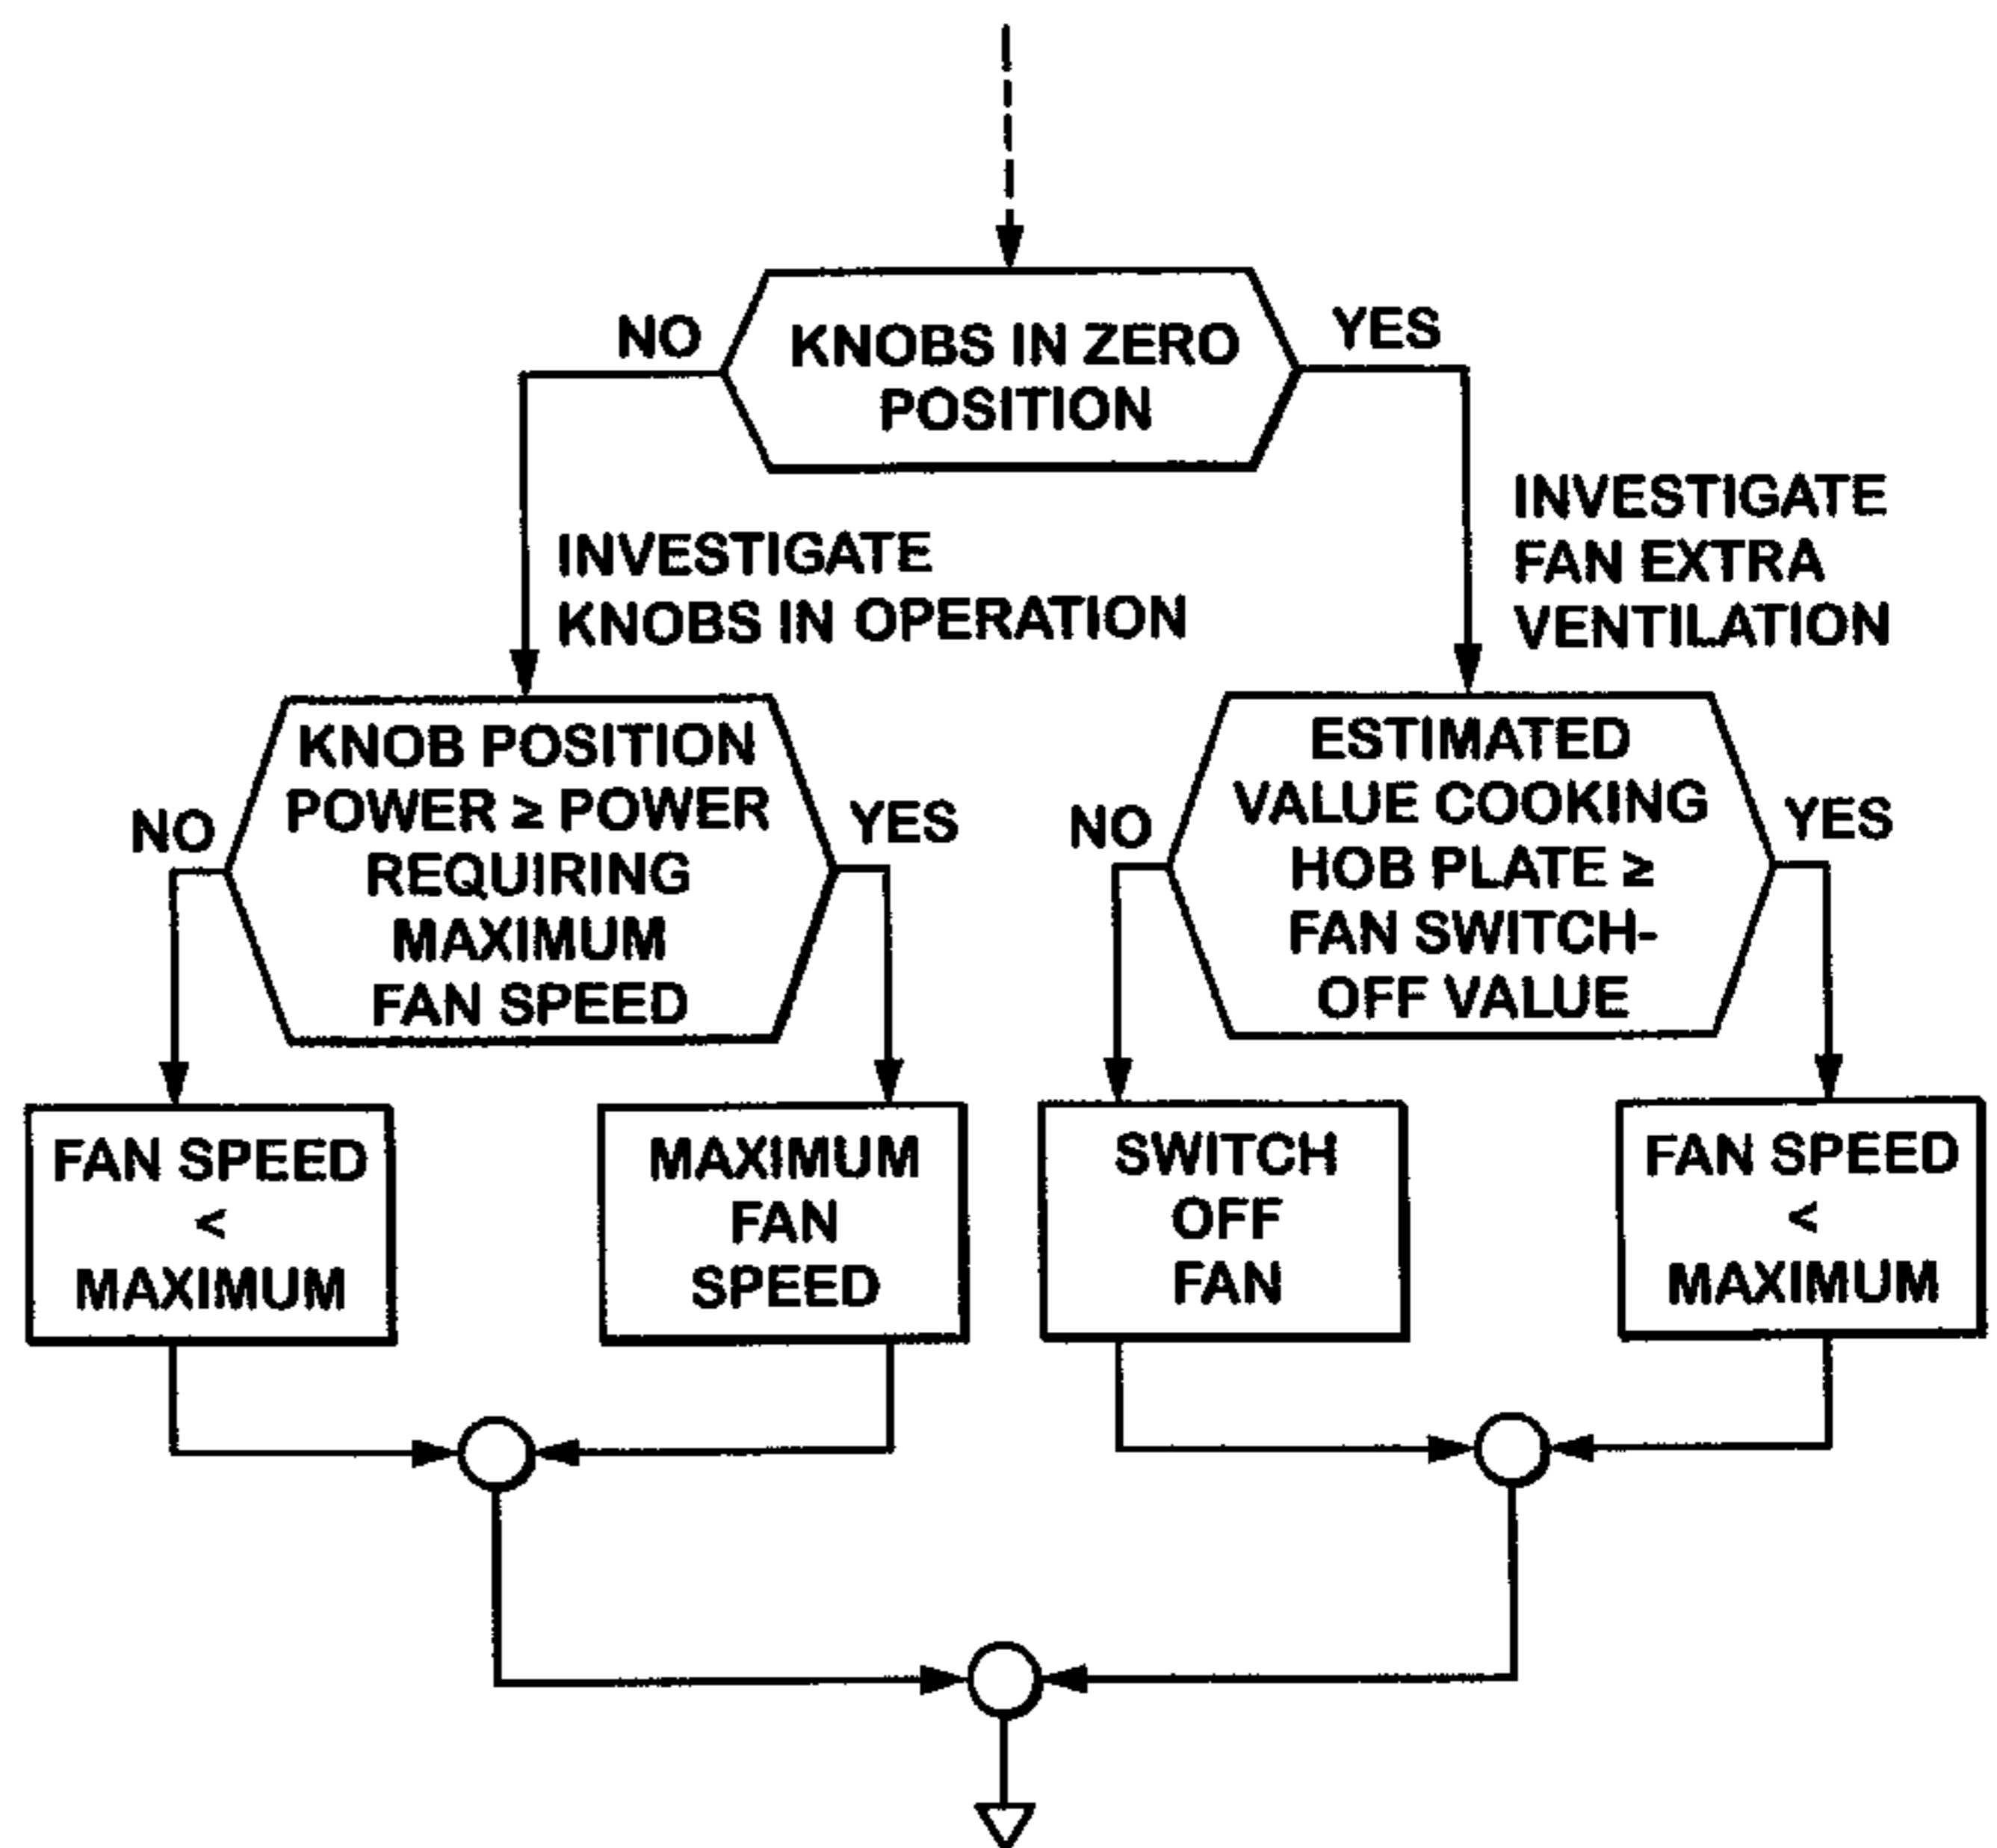 NO
KNOBS IN ZERO
POSITION
YES
INVESTIGATE
KNOBS IN OPERATION
INVESTIGATE
FAN EXTRA
VENTILATION
NO
KNOB POSITION
POWER ≥ POWER
REQUIRING
MAXIMUM
FAN SPEED
YES
NO
ESTIMATED
VALUE COOKING
HOB PLATE ≥
FAN SWITCH-
OFF VALUE
YES
FAN SPEED
<
MAXIMUM
MAXIMUM
FAN
SPEED
SWITCH
OFF
FAN
FAN SPEED
<
MAXIMUM